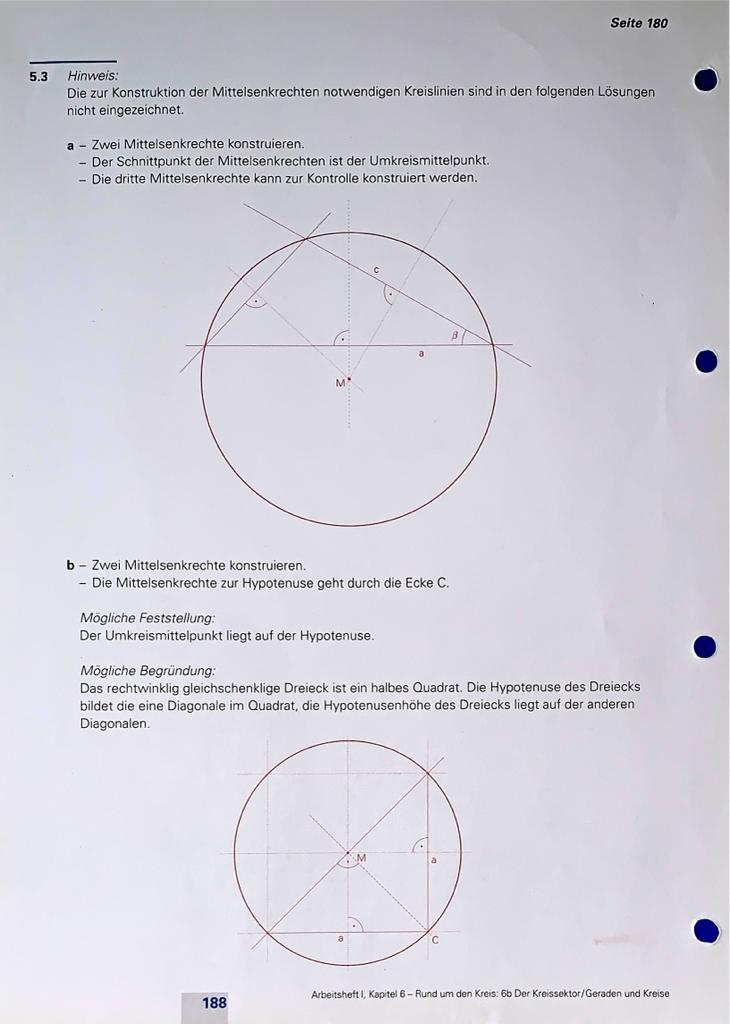 Seite 180
5.3 Hinweis:
Die zur Konstruktion der Mittelsenkrechten notwendigen Kreislinien sind in den folgenden Lösungen
nicht eingezeichnet.
a – Zwei Mittelsenkrechte konstruieren.
– Der Schnittpunkt der Mittelsenkrechten ist der Umkreismittelpunkt.
– Die dritte Mittelsenkrechte kann zur Kontrolle konstruiert werden.
c
β
a
M
b – Zwei Mittelsenkrechte konstruieren.
– Die Mittelsenkrechte zur Hypotenuse geht durch die Ecke C.
Mögliche Feststellung:
Der Umkreismittelpunkt liegt auf der Hypotenuse.
Mögliche Begründung:
Das rechtwinklig gleichschenklige Dreieck ist ein halbes Quadrat. Die Hypotenuse des Dreiecks
bildet die eine Diagonale im Quadrat, die Hypotenusenhöhe des Dreiecks liegt auf der anderen
Diagonalen.
M
a
a
C
188
Arbeitsheft I, Kapitel 6 – Rund um den Kreis: 6b Der Kreissektor/Geraden und Kreise